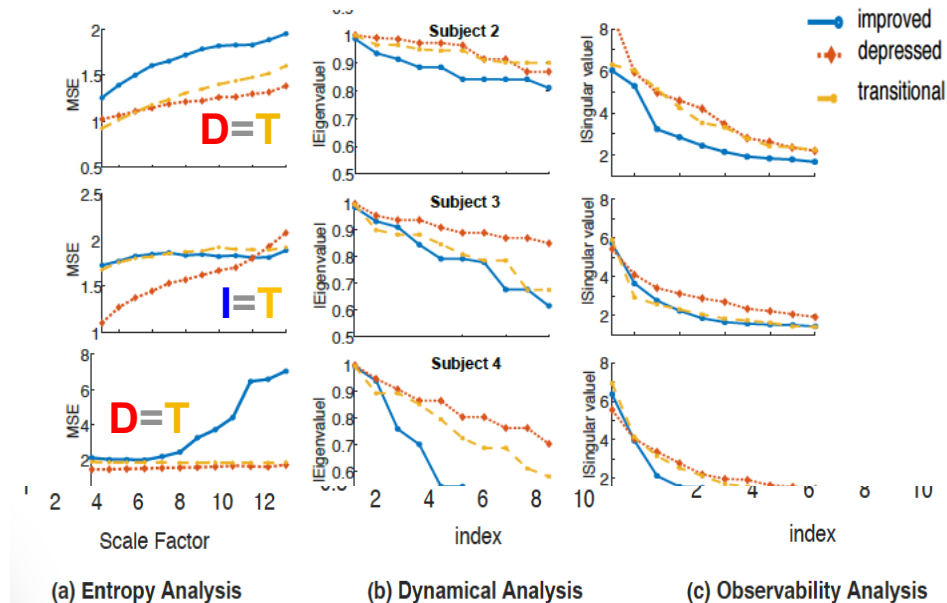 improved
depressed
transitional
2
1.5
1
0.5
MSE
D=T
0.5
1
0.9
0.8
0.7
0.6
0.5
|Eigenvalue|
Subject 2
8
6
4
2
|Singular value|
2.5
2
1.5
1
MSE
I=T
1
0.9
0.8
0.7
0.6
0.5
|Eigenvalue|
Subject 3
8
6
4
2
|Singular value|
8
6
4
2
MSE
D=T
1
0.9
0.8
0.7
0.6
|Eigenvalue|
Subject 4
8
6
4
2
|Singular value|
2 4 6 8 10 12
2 4 6 8 10
2 4 6 8 10
Scale Factor
index
index
(a) Entropy Analysis
(b) Dynamical Analysis
(c) Observability Analysis